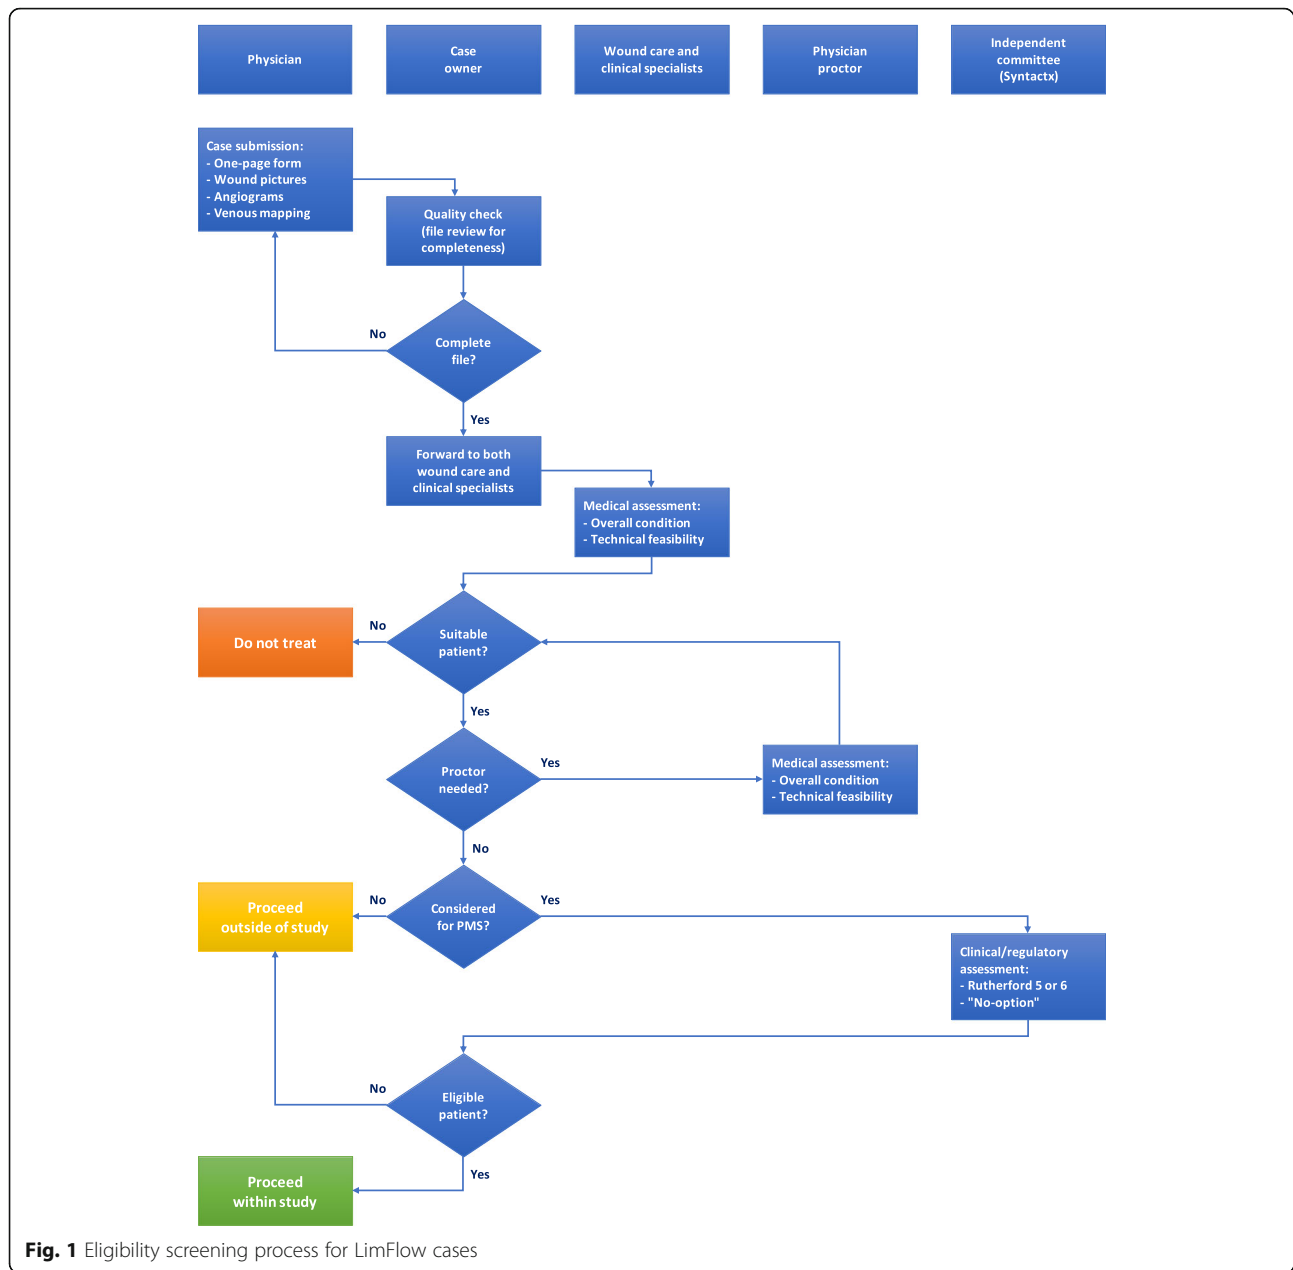 Physician
Case
owner
Wound care and
clinical specialists
Physician
proctor
Independent
committee
(Syntactx)
Case submission:
- One-page form
- Wound pictures
- Angiograms
- Venous mapping
Quality check
(file review for
completeness)
No
Complete
file?
Yes
Forward to both
wound care and
clinical specialists
Medical assessment:
- Overall condition
- Technical feasibility
Do not treat
No
Suitable
patient?
Yes
Proctor
needed?
Yes
Medical assessment:
- Overall condition
- Technical feasibility
No
Proceed
outside of study
No
Considered
for PMS?
Yes
Clinical/regulatory
assessment:
- Rutherford 5 or 6
- "No-option"
No
Eligible
patient?
Yes
Proceed
within study
Fig. 1 Eligibility screening process for LimFlow cases